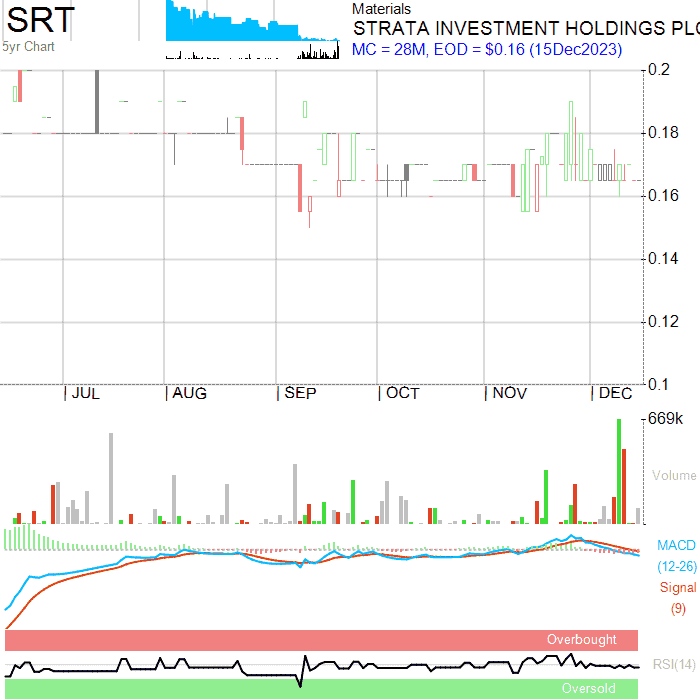 SRT
5yr Chart
Materials
STRATA INVESTMENT HOLDINGS PLC
MC = 28M, EOD = $0.16 (15Dec2023)
0.2
0.18
0.16
0.14
0.12
0.1
JUL
AUG
SEP
OCT
NOV
DEC
669k
Volume
MACD
(12-26)
Signal
(9)
Overbought
RSI(14)
Oversold